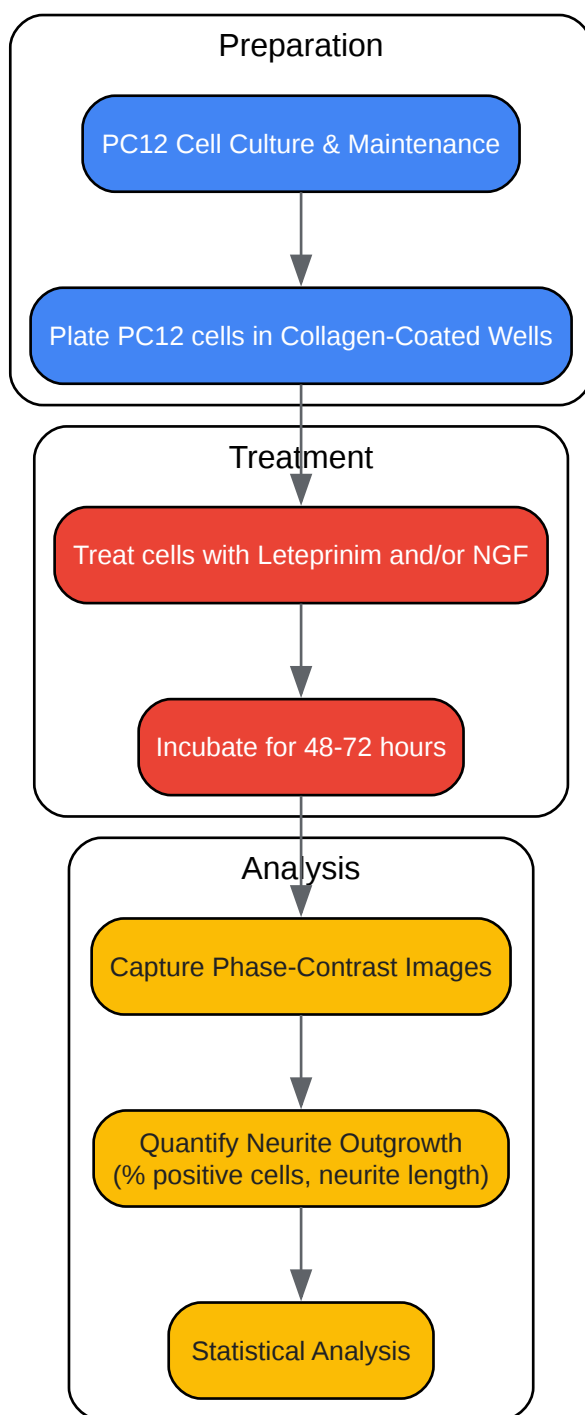 Preparation
PC12 Cell Culture & Maintenance
Plate PC12 cells in Collagen-Coated Wells
Treatment
Treat cells with Leteprinim and/or NGF
Incubate for 48-72 hours
Analysis
Capture Phase-Contrast Images
Quantify Neurite Outgrowth
(% positive cells, neurite length)
Statistical Analysis